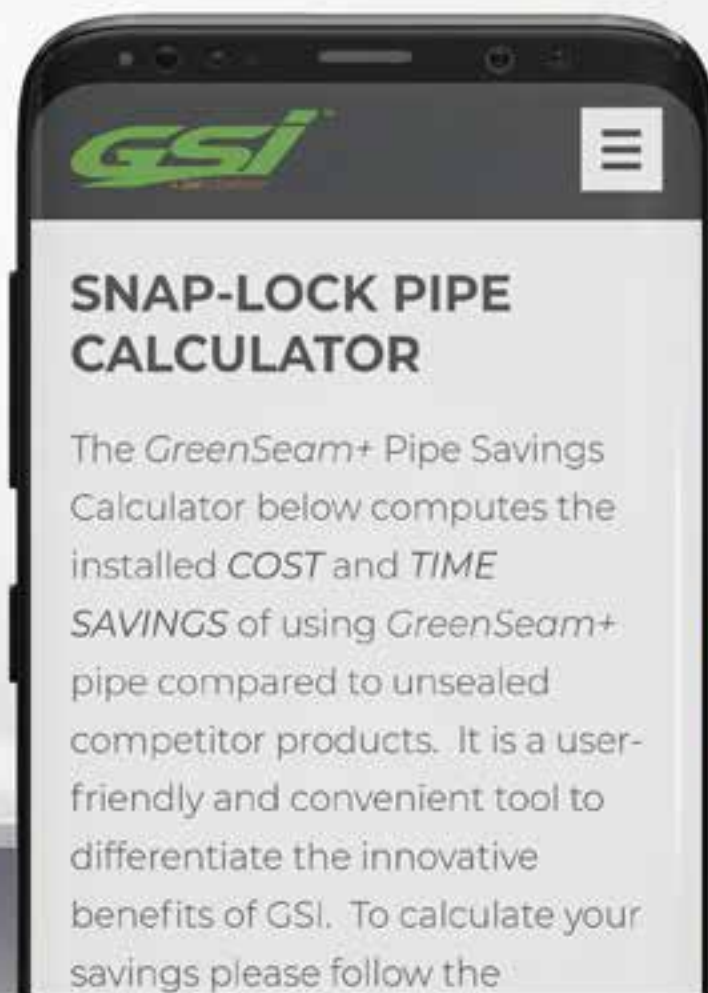 GSI
SNAP-LOCK PIPE
CALCULATOR
The GreenSeam+ Pipe Savings
Calculator below computes the
installed COST and TIME
SAVINGS of using GreenSeam+
pipe compared to unsealed
competitor products. It is a user-
friendly and convenient tool to
differentiate the innovative
benefits of GSI. To calculate your
savings please follow the